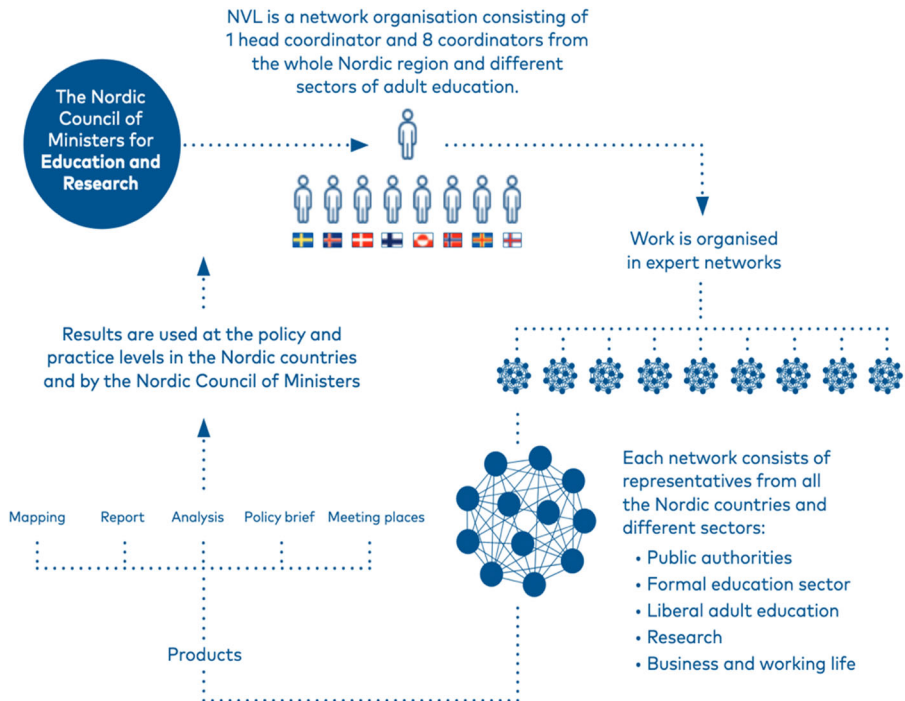 NVL is a network organisation consisting of
1 head coordinator and 8 coordinators from
the whole Nordic region and different
sectors of adult education.
The Nordic
Council of
Ministers for
Education and
Research
Work is organised
in expert networks
Results are used at the policy and
practice levels in the Nordic countries
and by the Nordic Council of Ministers
Each network consists of
representatives from all
the Nordic countries and
different sectors:
• Public authorities
• Formal education sector
• Liberal adult education
• Research
• Business and working life
Mapping Report Analysis Policy brief Meeting places
Products